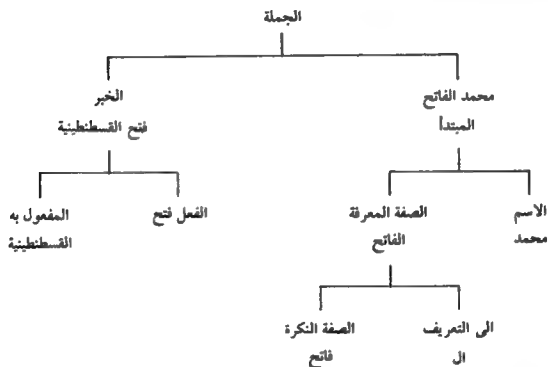 الجملة
محمد الفاتح
المبتدأ
الخبر
فتح القسطنطينية
الاسم
محمد
الصفة المعرفة
الفاتح
الفعل فتح
المفعول به
القسطنطينية
الى التعريف
ال
الصفة النكرة
فاتح